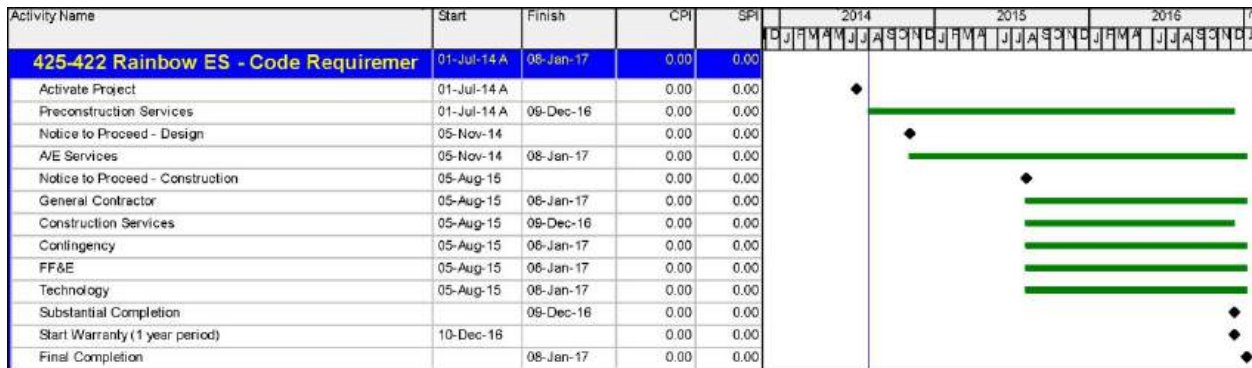 Activity Name Start Finish CPI SPI 2014 2015 2016
D J F M A M J J A S O N D J F M A J J A S O N D J F M A J J A S O N D
425-422 Rainbow ES - Code Requiremer 01-Jul-14 A 08-Jan-17 0.00 0.00
Activate Project 01-Jul-14 A 0.00 0.00
Preconstruction Services 01-Jul-14 A 09-Dec-16 0.00 0.00
Notice to Proceed - Design 05-Nov-14 0.00 0.00
A/E Services 05-Nov-14 08-Jan-17 0.00 0.00
Notice to Proceed - Construction 05-Aug-15 0.00 0.00
General Contractor 05-Aug-15 08-Jan-17 0.00 0.00
Construction Services 05-Aug-15 09-Dec-16 0.00 0.00
Contingency 05-Aug-15 08-Jan-17 0.00 0.00
FF&E 05-Aug-15 08-Jan-17 0.00 0.00
Technology 05-Aug-15 08-Jan-17 0.00 0.00
Substantial Completion 09-Dec-16 0.00 0.00
Start Warranty (1 year period) 10-Dec-16 0.00 0.00
Final Completion 08-Jan-17 0.00 0.00